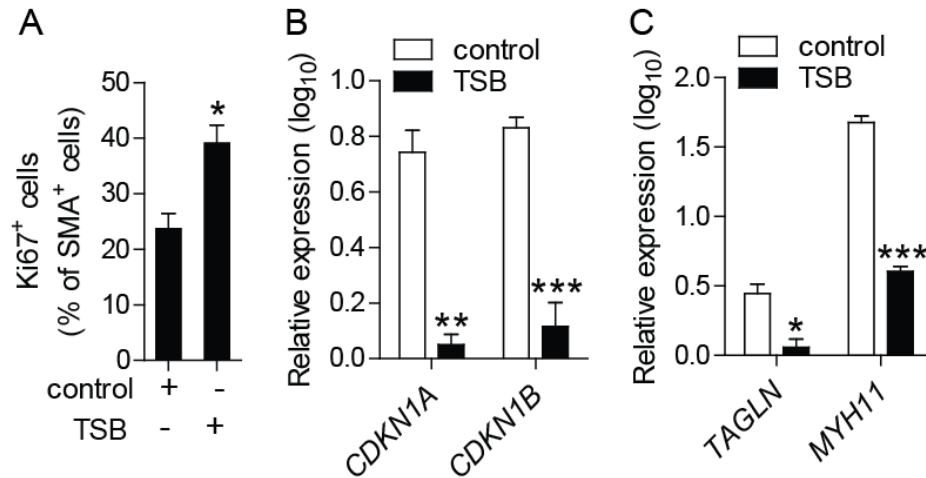 A
Ki67+ cells
(% of SMA+ cells)
50
40
30
20
10
0
*
control + -
TSB - +
B
control
TSB
Relative expression (log10)
1.0
0.8
0.6
0.4
0.2
0.0
**
***
CDKN1A
CDKN1B
C
control
TSB
Relative expression (log10)
2.0
1.5
1.0
0.5
0.0
*
***
TAGLN
MYH11